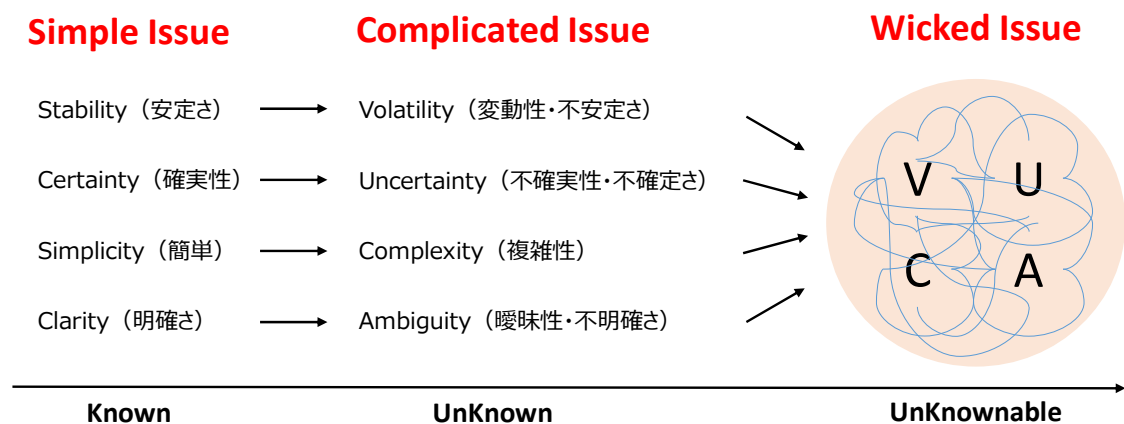 Simple Issue Complicated Issue Wicked Issue
Stability（安定さ） Volatility（変動性・不安定さ）
Certainty（確実性） Uncertainty（不確実性・不確定さ）
V U
Simplicity（簡単） Complexity（複雑性）
C A
Clarity（明確さ） Ambiguity（曖昧性・不明確さ）
Known UnKnown UnKnownable